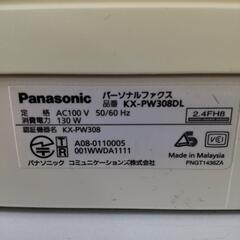 Panasonic パーソナルファクス
品番 KX-PW308DL
定格 AC100 V 50/60 Hz
消費電力 130 W
2.4FH8
認証機器名 KX-PW308
T R A08-0110005
001WWDA1111
VCI
Made in Malaysia
パナソニック コミュニケーションズ株式会社
PNGT1436ZA